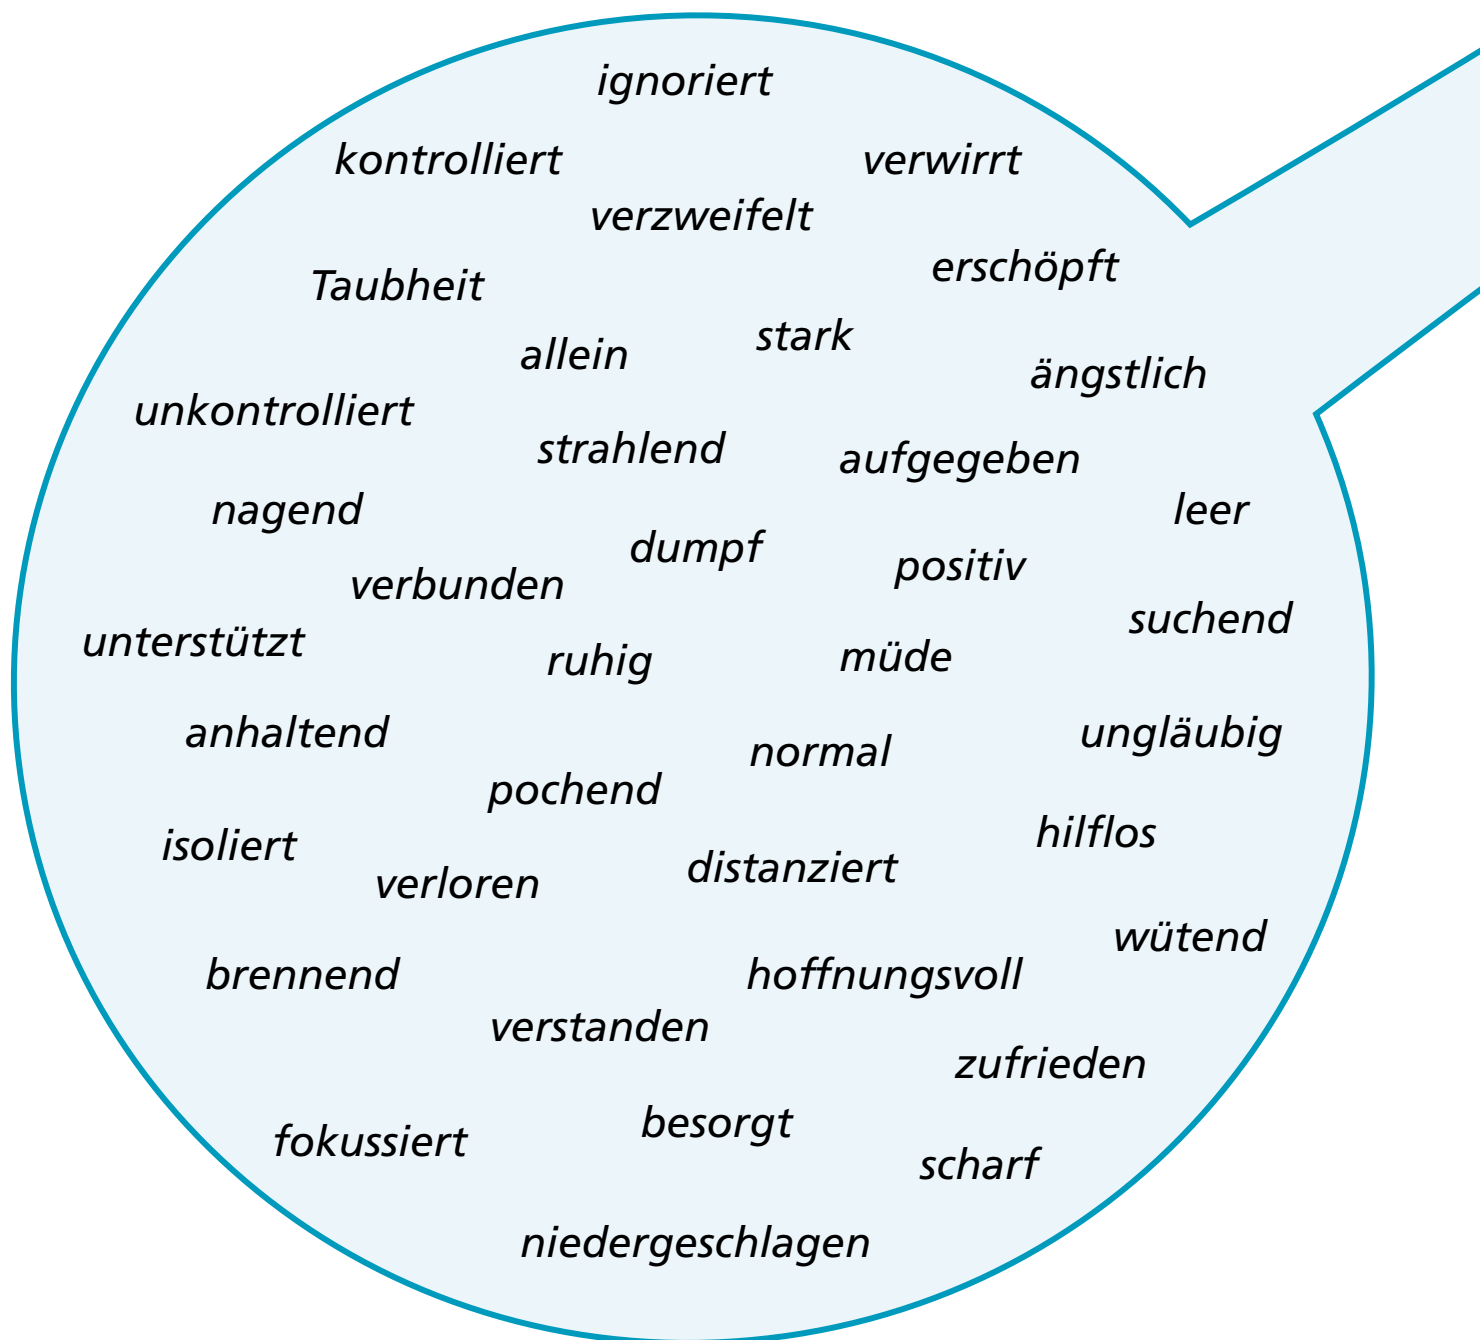 ignoriert
kontrolliert
verwirrt
verzweifelt
erschöpft
Taubheit
stark
allein
ängstlich
unkontrolliert
strahlend
aufgegeben
nagend
leer
dumpf
positiv
verbunden
suchend
unterstützt
ruhig
müde
anhaltend
ungläubig
normal
pochend
hilflos
isoliert
distanziert
verloren
wütend
brennend
hoffnungsvoll
verstanden
zufrieden
besorgt
fokussiert
scharf
niedergeschlagen